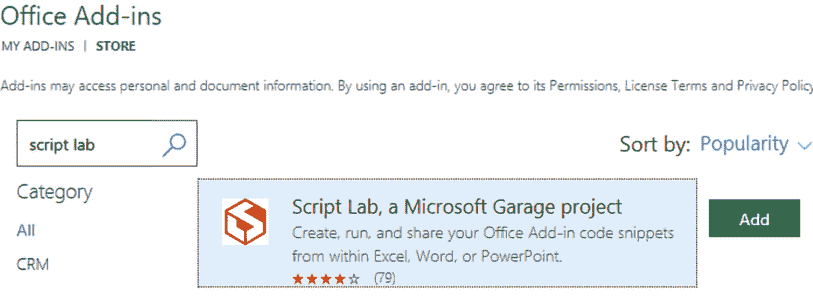 Office Add-ins
MY ADD-INS | STORE
Add-ins may access personal and document information. By using an add-in, you agree to its Permissions, License Terms and Privacy Policy
script lab
Sort by: Popularity
Category
All
CRM
Script Lab, a Microsoft Garage project
Create, run, and share your Office Add-in code snippets
from within Excel, Word, or PowerPoint.
(79)
Add